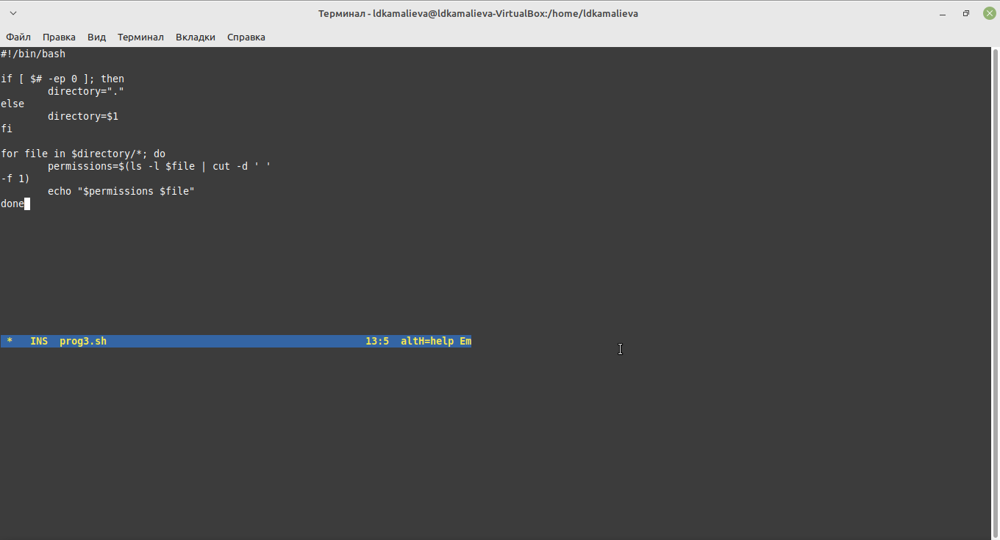 Терминал - ldkamalieva@ldkamalieva-VirtualBox:/home/ldkamalieva
Файл Правка Вид Терминал Вкладки Справка
#!/bin/bash
if [ $# -ep 0 ]; then
directory="."
else
directory=$1
fi
for file in $directory/*; do
permissions=$(ls -l $file | cut -d ' '
-f 1)
echo "$permissions $file"
done
* INS prog3.sh 13:5 altH=help Em